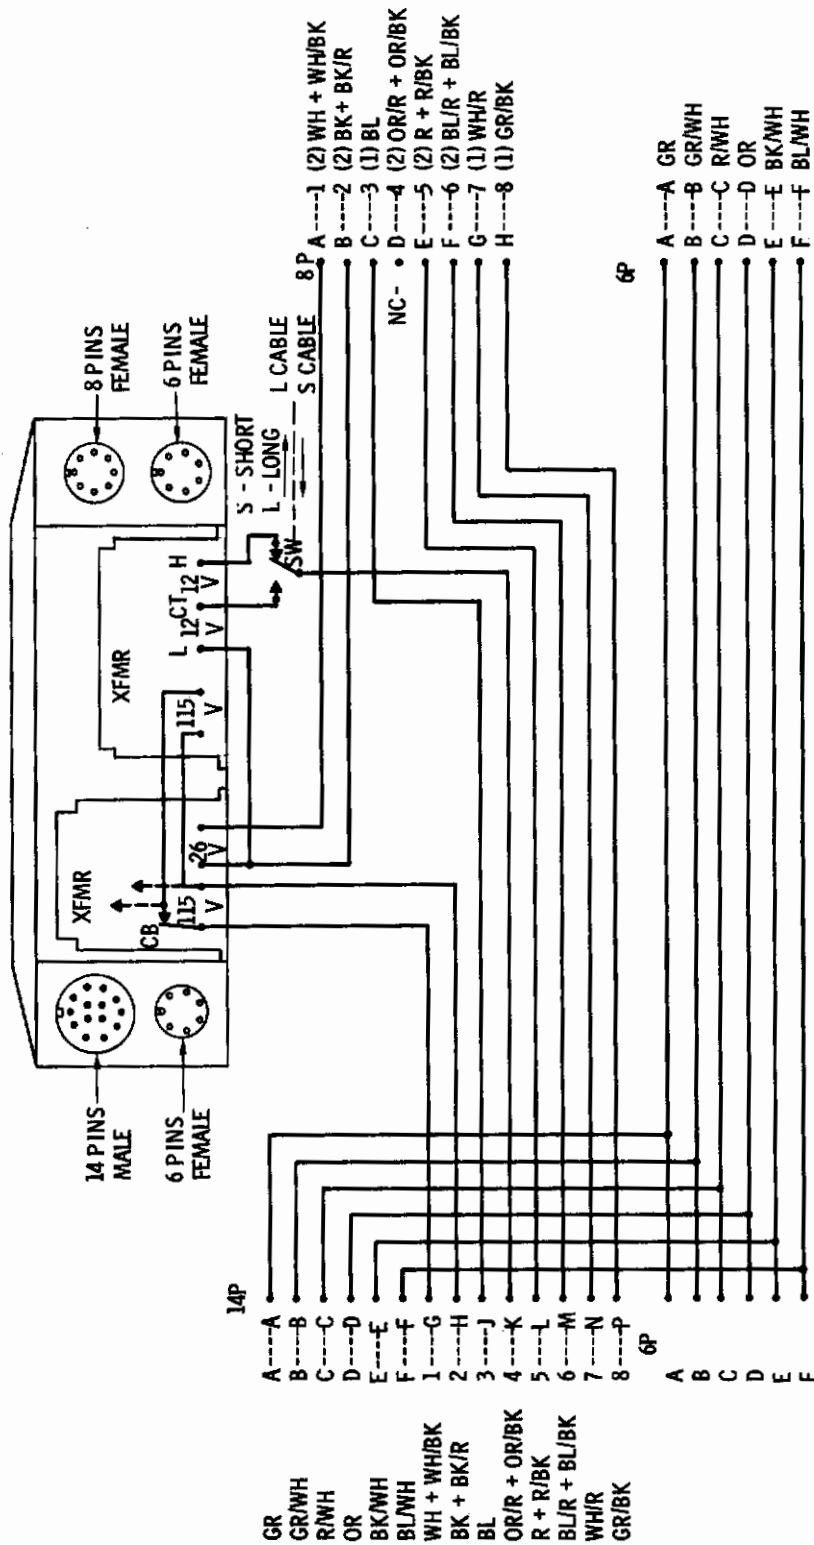 14 PINS
MALE
6 PINS
FEMALE
XFMR
CB
115
V
26
V
XFMR
115
V
L
12
V
CT
12
V
H
8 PINS
FEMALE
6 PINS
FEMALE
S - SHORT
L - LONG
L CABLE
S CABLE
SW
14P
GR A----A
GR/WH B----B
R/WH C----C
OR D----D
BK/WH E----E
BL/WH F----F
WH + WH/BK 1----G
BK + BK/R 2----H
BL 3----J
OR/R + OR/BK 4----K
R + R/BK 5----L
BL/R + BL/BK 6----M
WH/R 7----N
GR/BK 8----P
6P
A
B
C
D
E
F
8P
A----1 (2) WH + WH/BK
B----2 (2) BK + BK/R
C----3 (1) BL
NC- D----4 (2) OR/R + OR/BK
E----5 (2) R + R/BK
F----6 (2) BL/R + BL/BK
G----7 (1) WH/R
H----8 (1) GR/BK
6P
A----A GR
B----B GR/WH
C----C R/WH
D----D OR
E----E BK/WH
F----F BL/WH